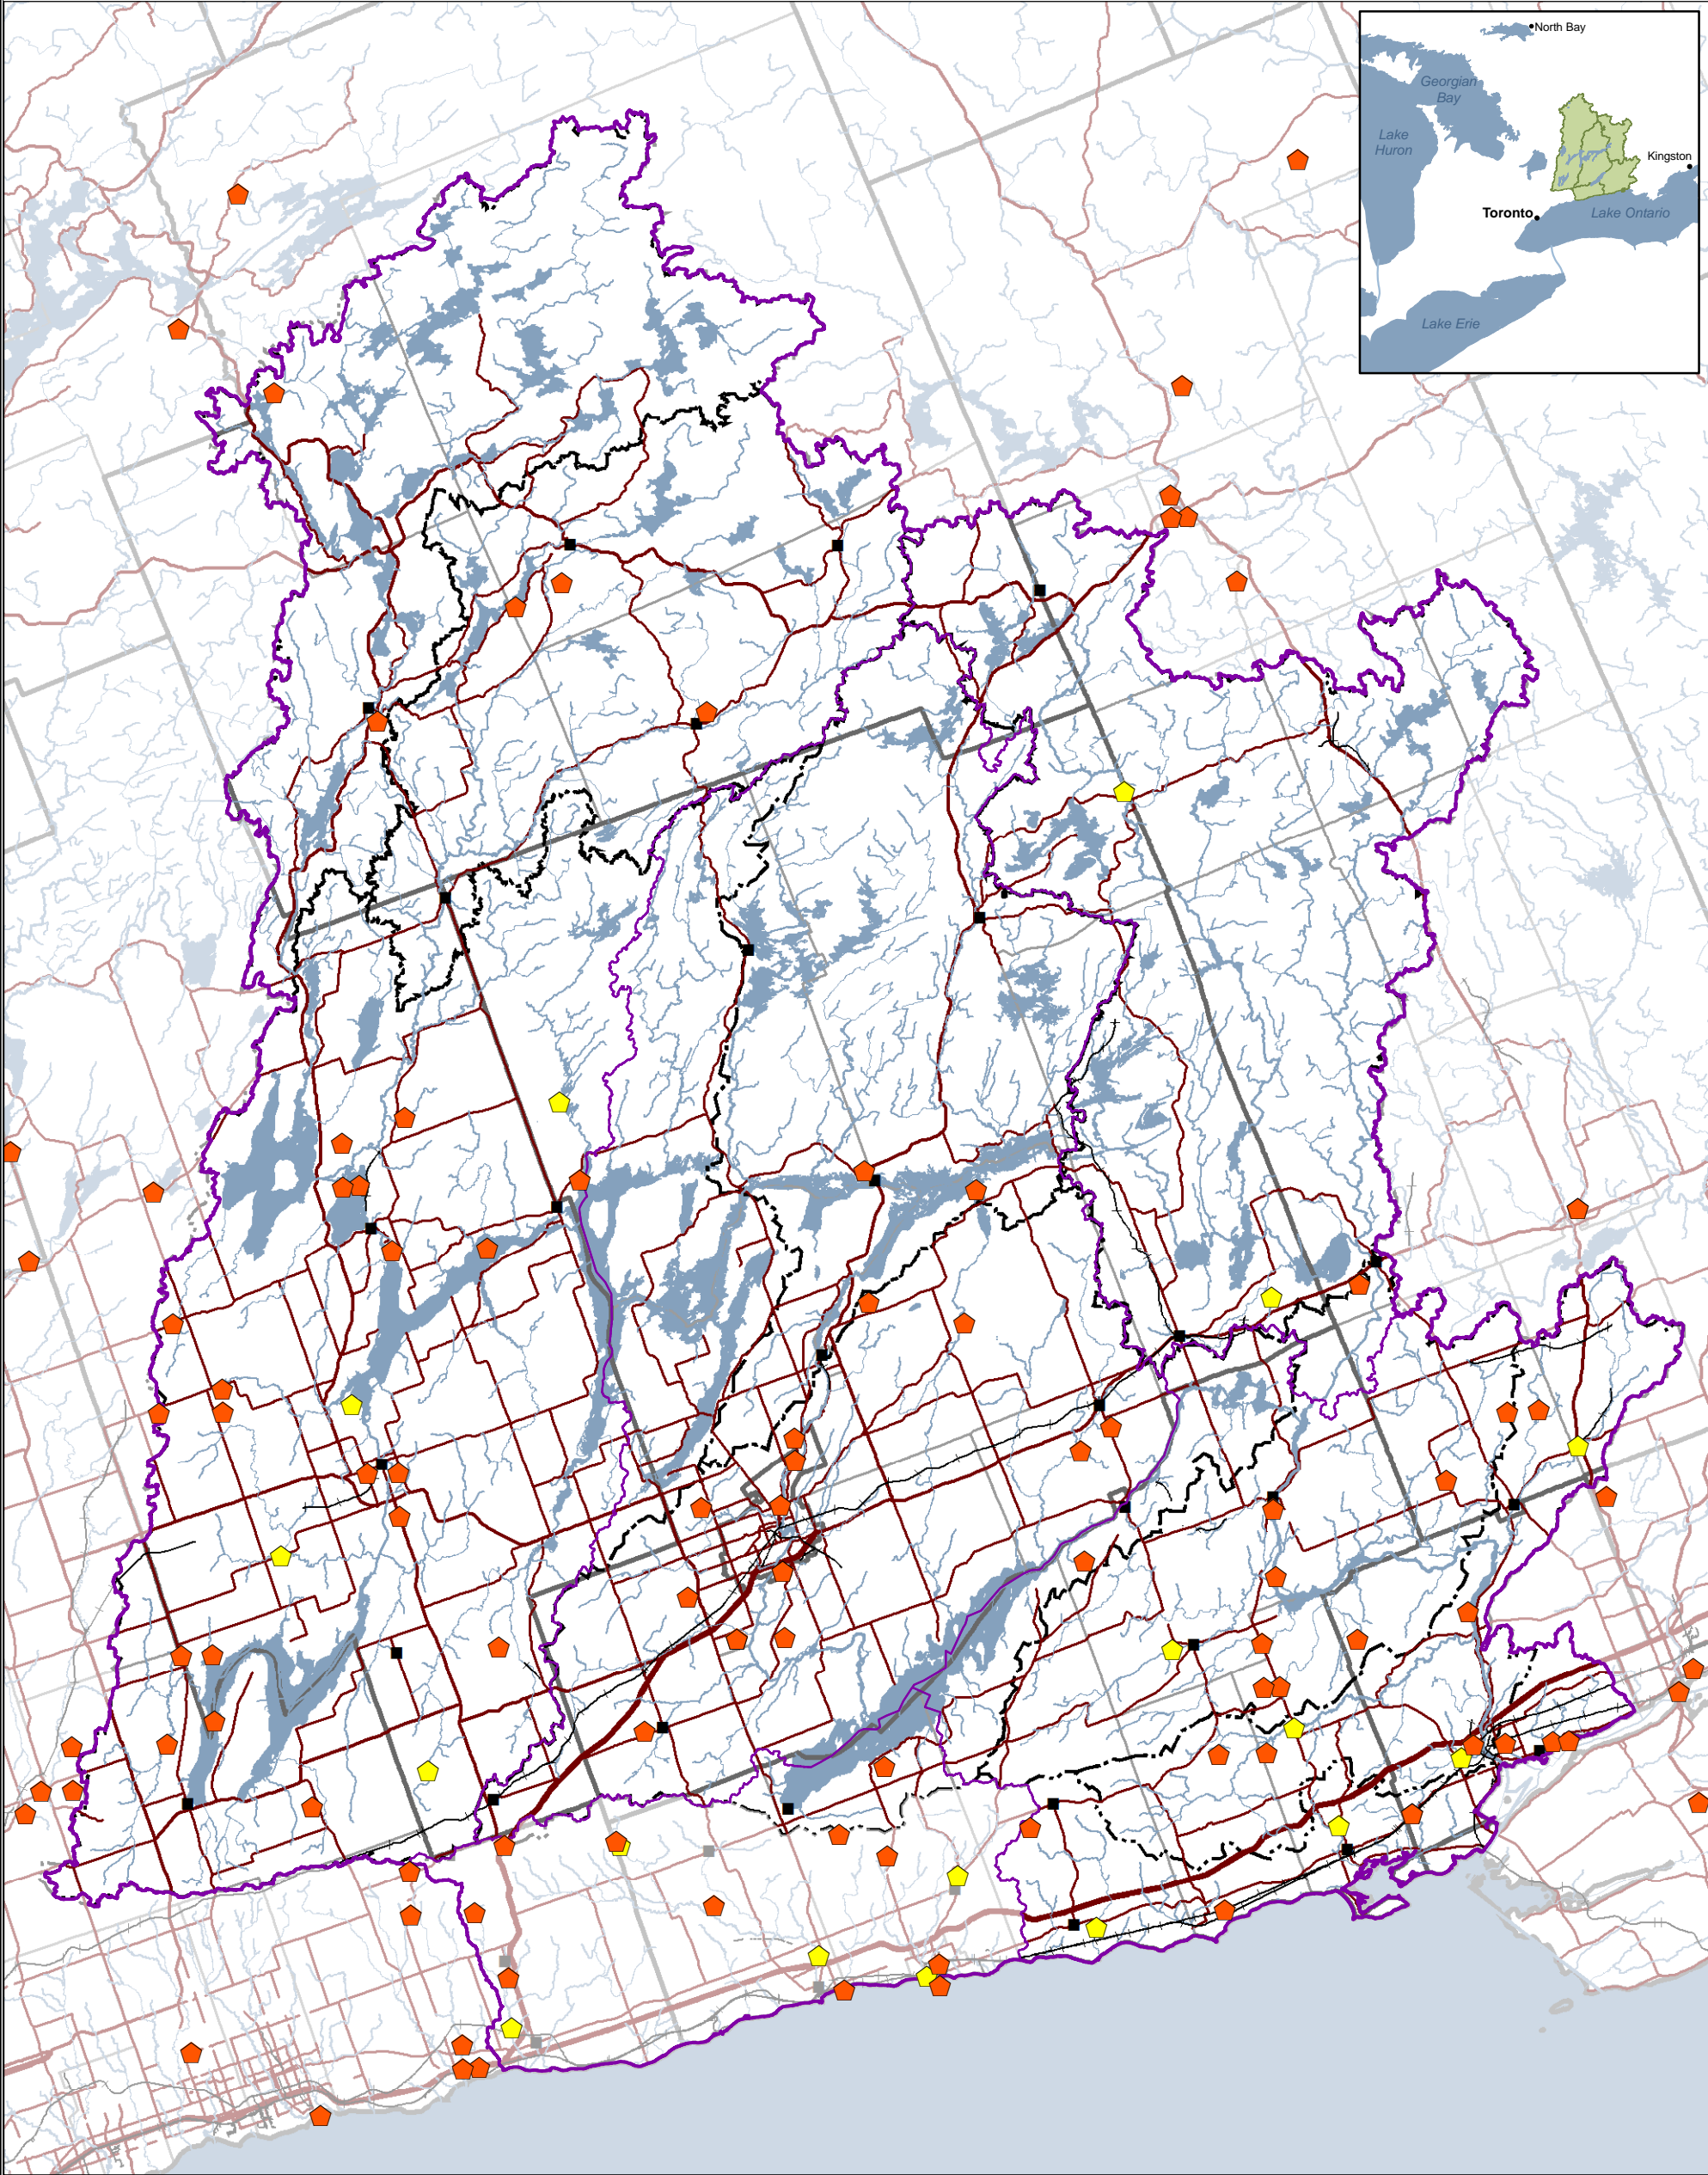 North Bay
Georgian
Bay
Lake
Huron
Kingston
Toronto
Lake Ontario
Lake Erie